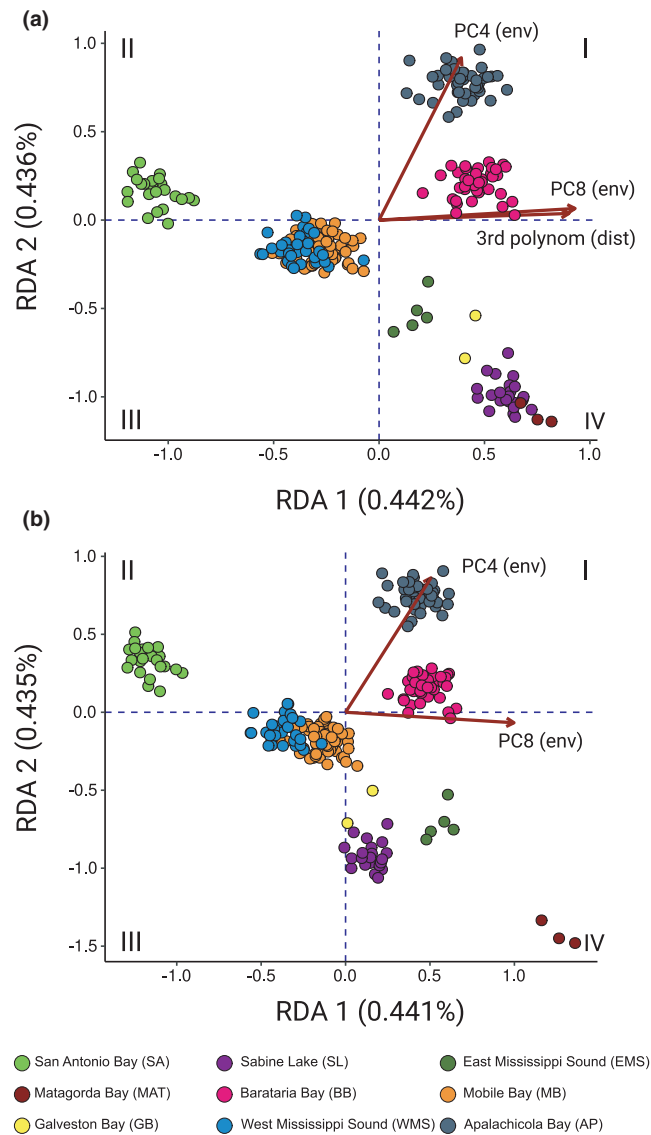 (a)
II
PC4 (env)
I
1.0
0.5
0.0
-0.5
-1.0
RDA 2 (0.436%)
PC8 (env)
3rd polynom (dist)
III
IV
-1.0
-0.5
0.0
0.5
1.0
RDA 1 (0.442%)
(b)
II
PC4 (env)
I
1.0
0.5
0.0
-0.5
-1.0
-1.5
RDA 2 (0.435%)
PC8 (env)
III
IV
-1.0
-0.5
0.0
0.5
1.0
RDA 1 (0.441%)
San Antonio Bay (SA)
Sabine Lake (SL)
East Mississippi Sound (EMS)
Matagorda Bay (MAT)
Barataria Bay (BB)
Mobile Bay (MB)
Galveston Bay (GB)
West Mississippi Sound (WMS)
Apalachicola Bay (AP)